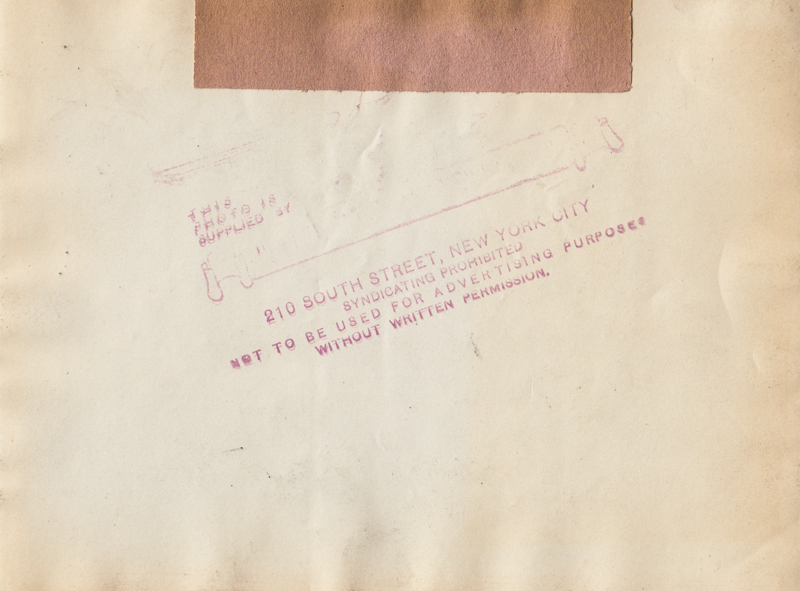 THIS
PHOTO IS
SUPPLIED BY
210 SOUTH STREET, NEW YORK CITY
SYNDICATING PROHIBITED
NOT TO BE USED FOR ADVERTISING PURPOSES
WITHOUT WRITTEN PERMISSION.